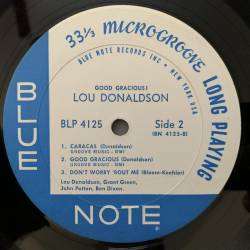 33⅓ MICROGROOVE LONG PLAYING
BLUE NOTE RECORDS INC • NEW YORK USA
GOOD GRACIOUS!
LOU DONALDSON
BLP 4125
Side 2
(BN 4125-B)
1. CARACAS (Donaldson)
GROOVE MUSIC - BMI
2. GOOD GRACIOUS (Donaldson)
GROOVE MUSIC - BMI
3. DON'T WORRY 'BOUT ME (Bloom-Koehler)
Lou Donaldson, Grant Green,
John Patton, Ben Dixon.
BLUE
NOTE